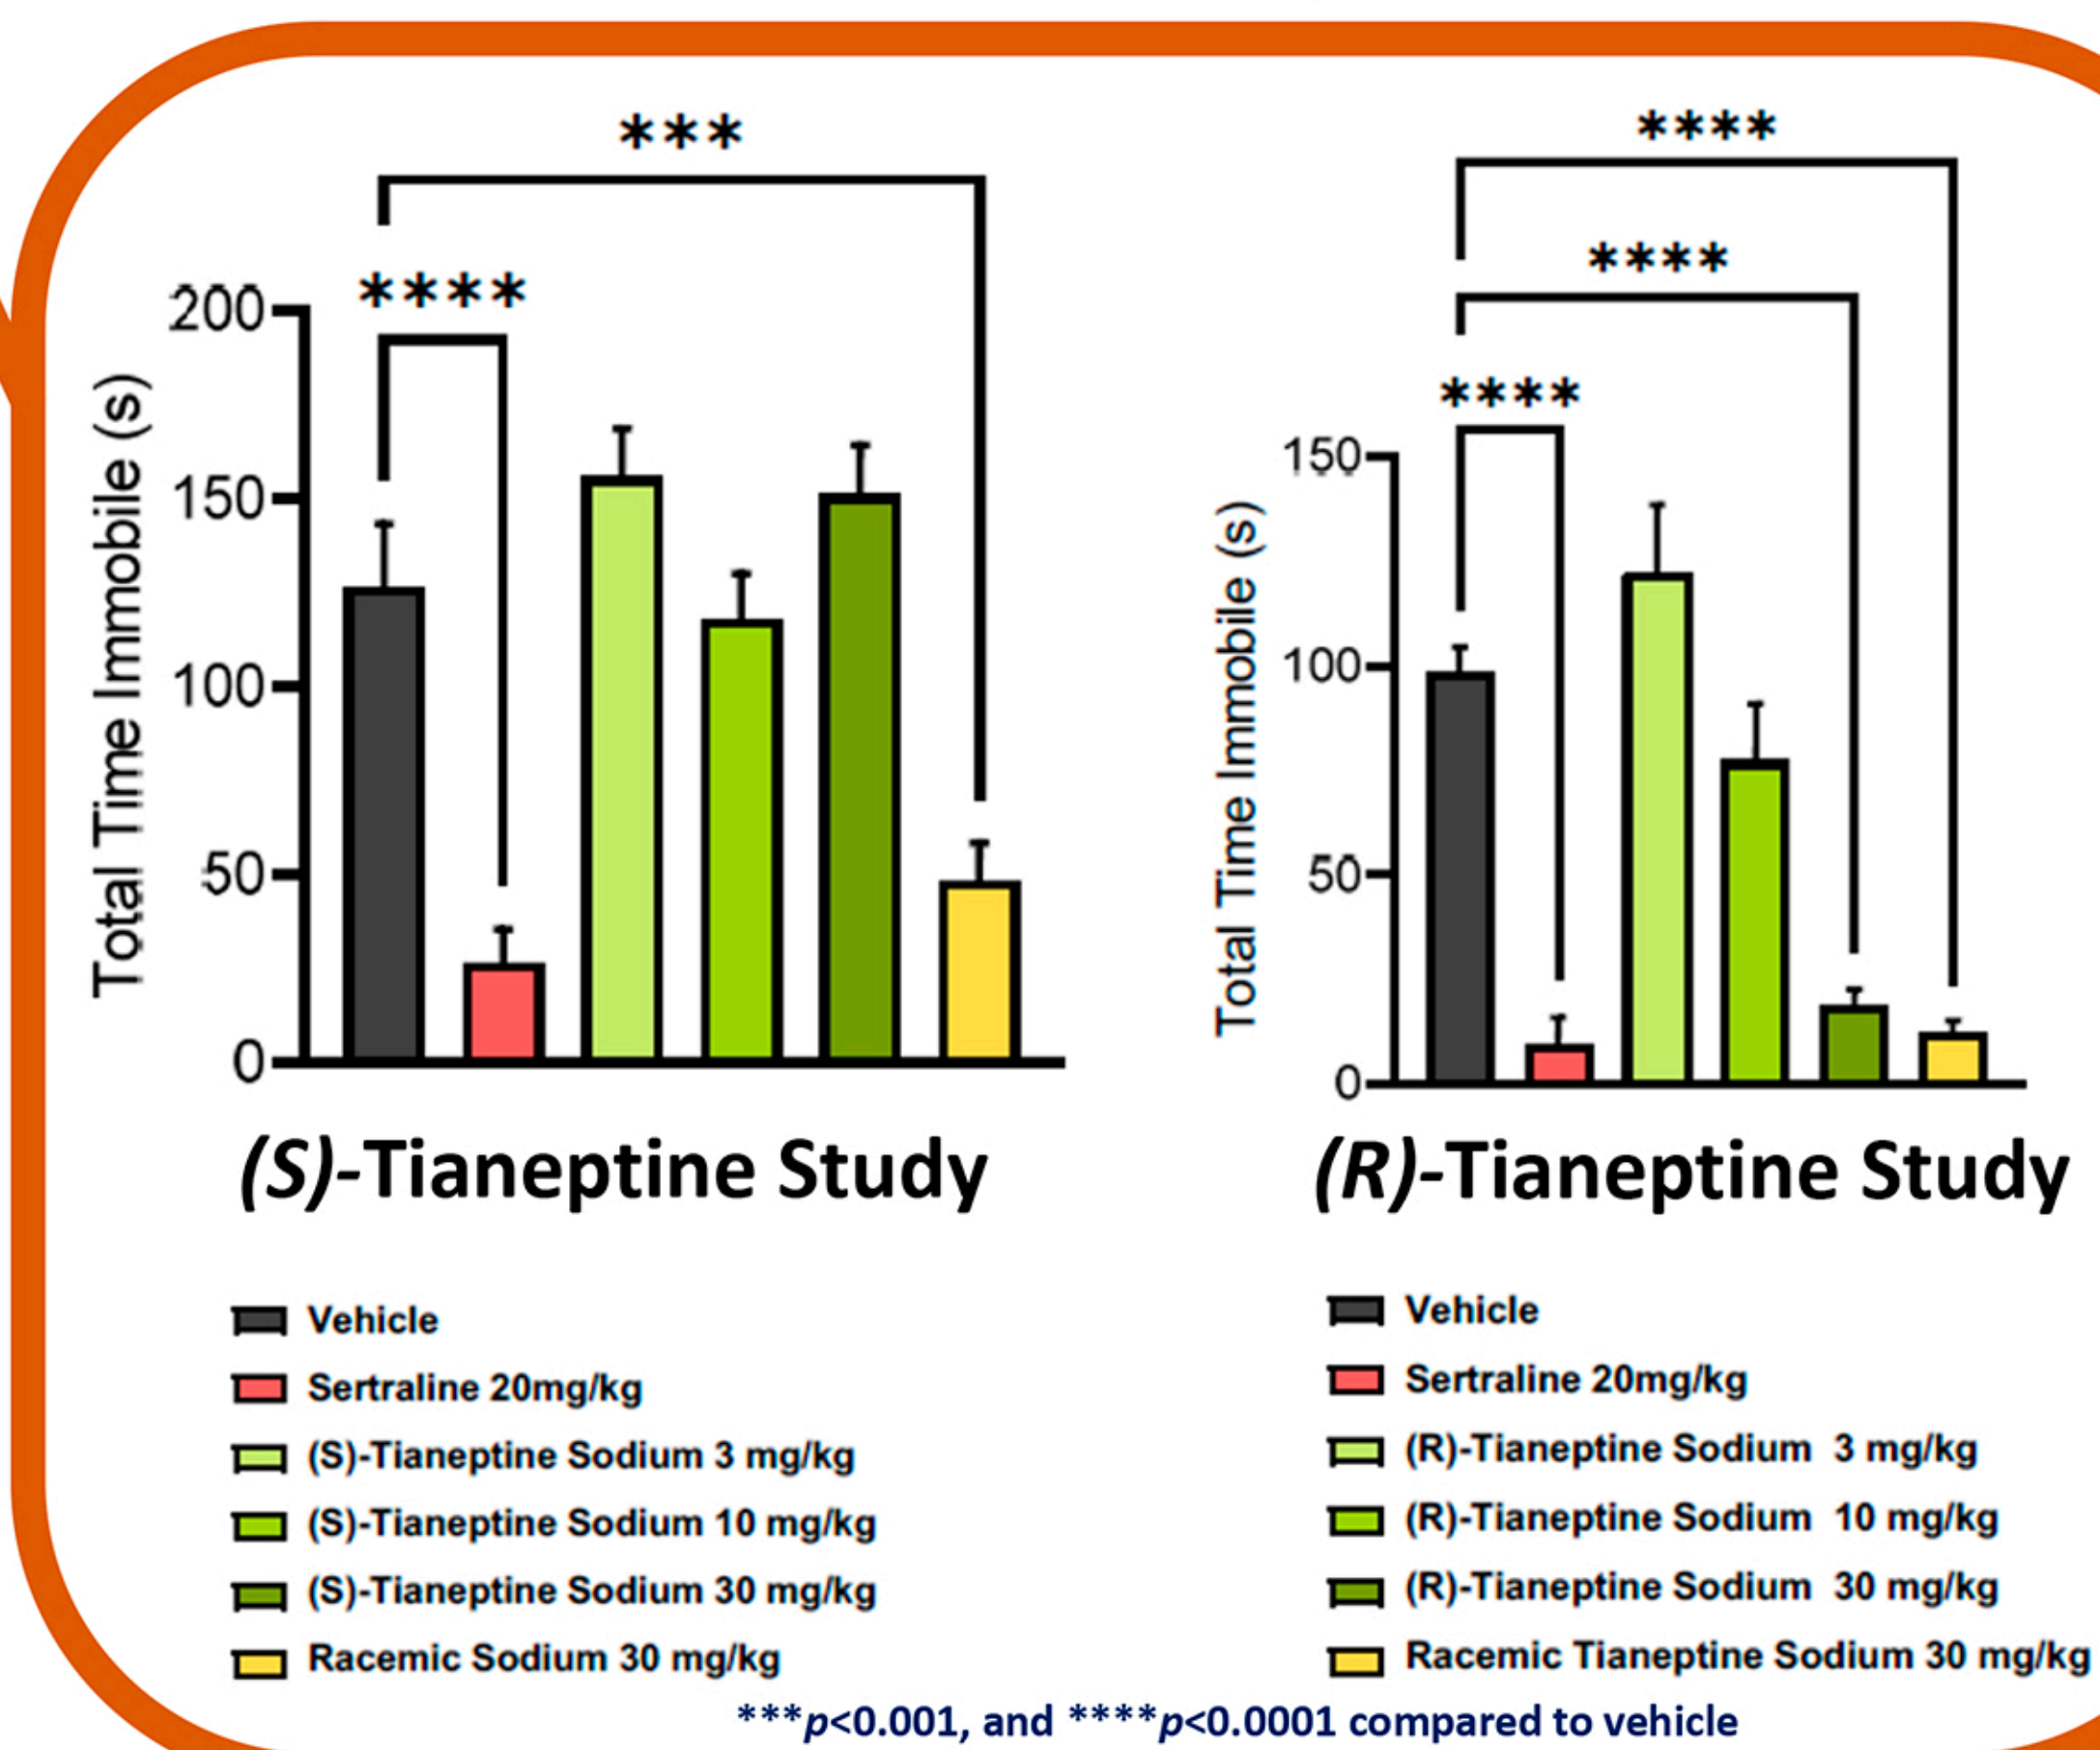 ***
****
200
150
100
50
0
Total Time Immobile (s)
(S)-Tianeptine Study
Vehicle
Sertraline 20mg/kg
(S)-Tianeptine Sodium 3 mg/kg
(S)-Tianeptine Sodium 10 mg/kg
(S)-Tianeptine Sodium 30 mg/kg
Racemic Sodium 30 mg/kg
****
****
****
150
100
50
0
Total Time Immobile (s)
(R)-Tianeptine Study
Vehicle
Sertraline 20mg/kg
(R)-Tianeptine Sodium 3 mg/kg
(R)-Tianeptine Sodium 10 mg/kg
(R)-Tianeptine Sodium 30 mg/kg
Racemic Tianeptine Sodium 30 mg/kg
***p<0.001, and ****p<0.0001 compared to vehicle